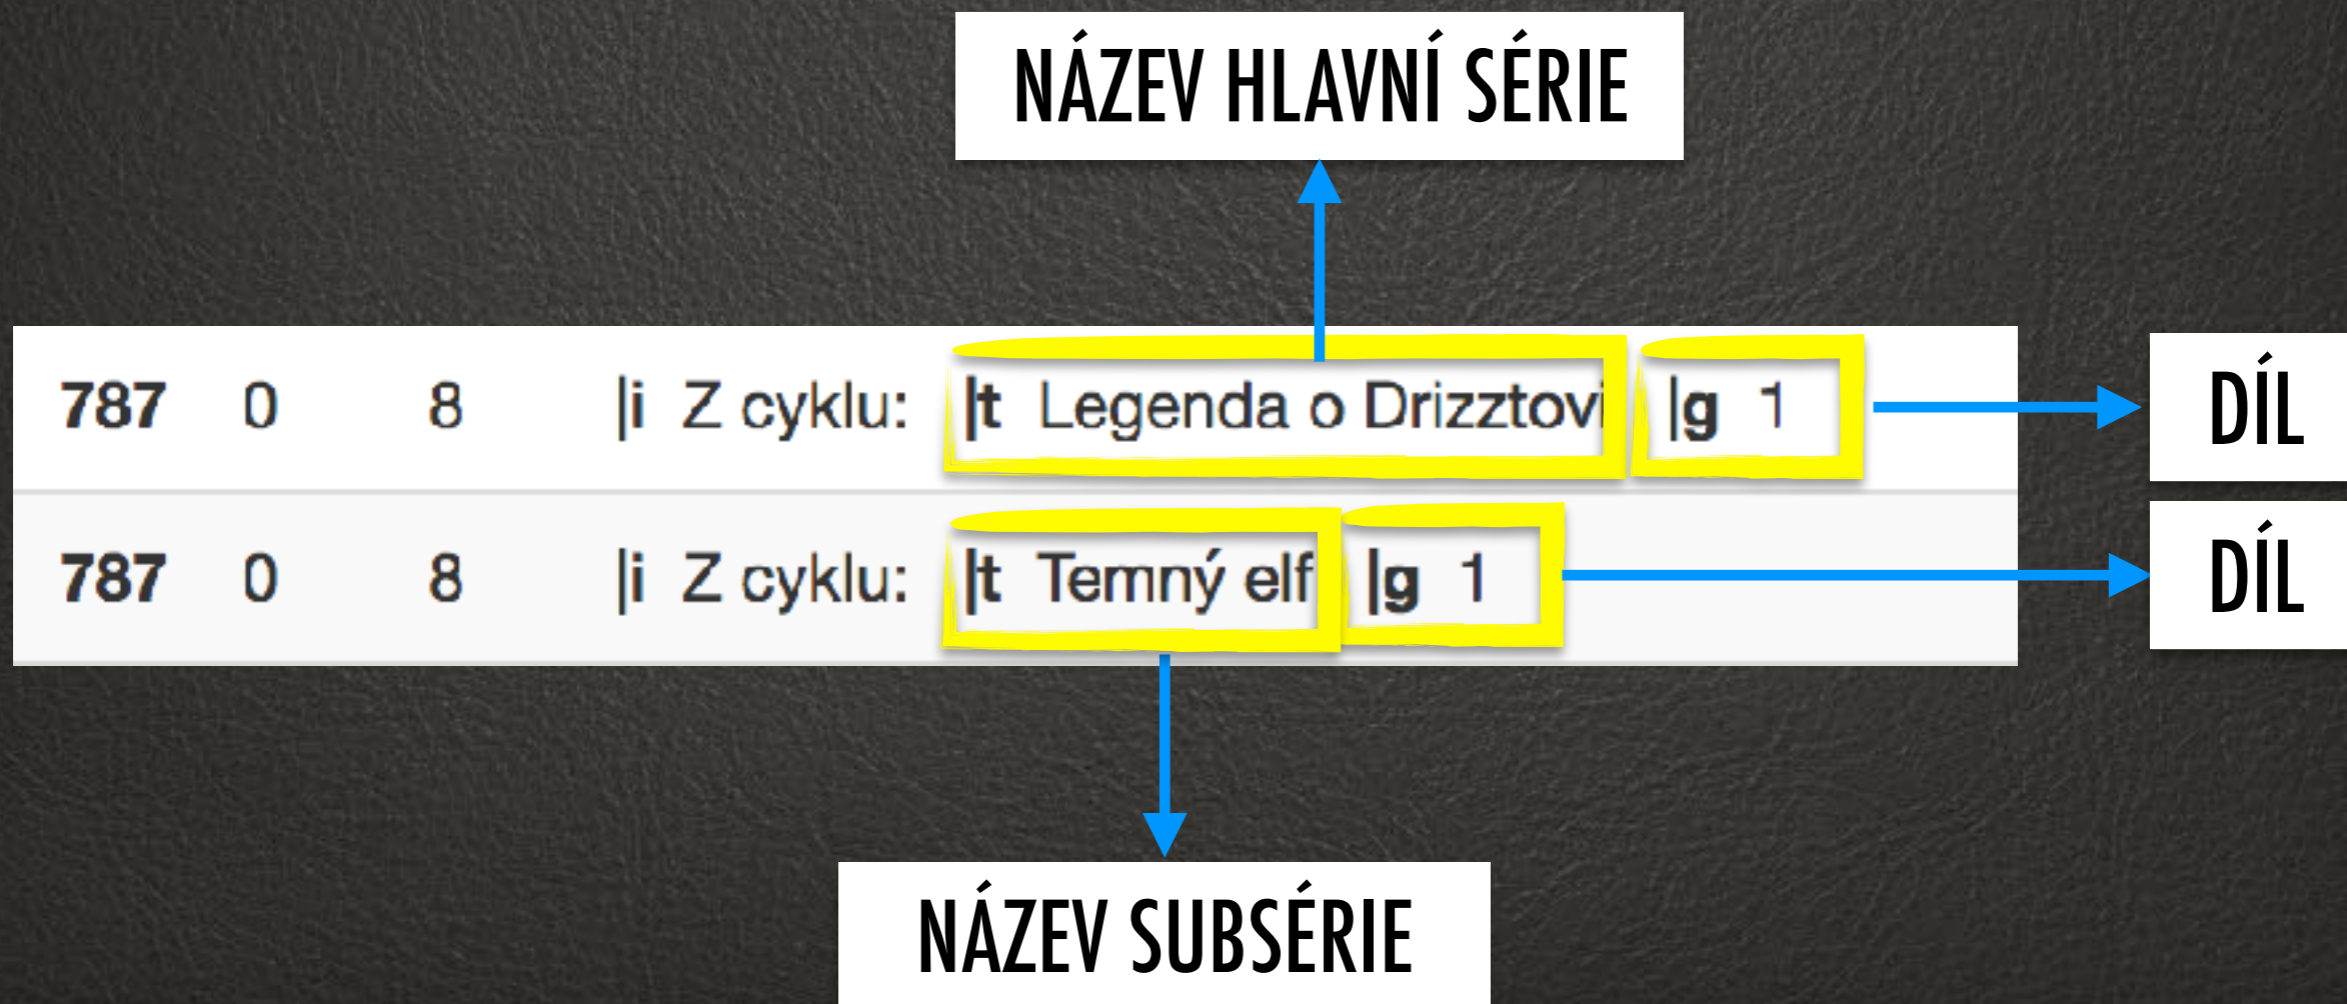 NÁZEV HLAVNÍ SÉRIE
787 0 8 |i Z cyklu: |t Legenda o Drizztovi |g 1
DÍL
787 0 8 |i Z cyklu: |t Temný elf |g 1
DÍL
NÁZEV SUBSÉRIE